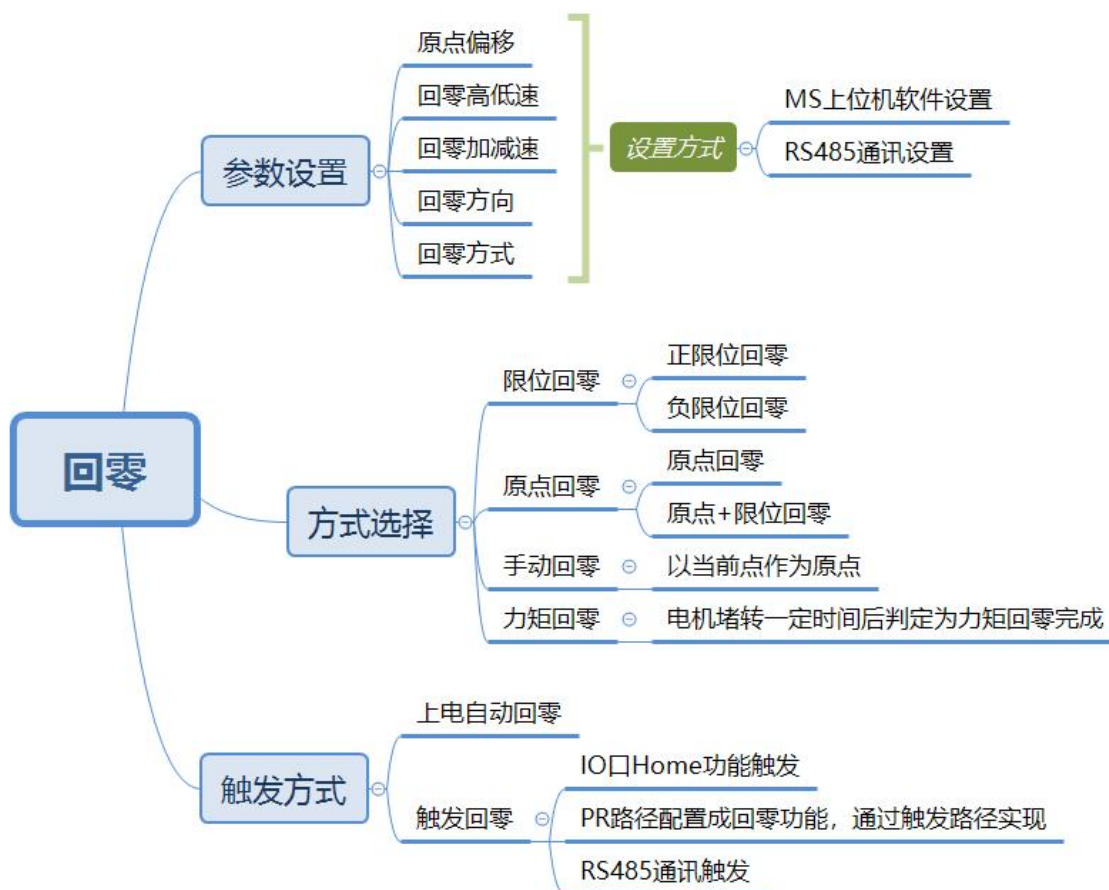 回零
参数设置
原点偏移
回零高低速
回零加减速
回零方向
回零方式
设置方式
MS上位机软件设置
RS485通讯设置
方式选择
限位回零
正限位回零
负限位回零
原点回零
原点回零
原点+限位回零
手动回零
以当前点作为原点
力矩回零
电机堵转一定时间后判定为力矩回零完成
触发方式
上电自动回零
触发回零
IO口Home功能触发
PR路径配置成回零功能，通过触发路径实现
RS485通讯触发